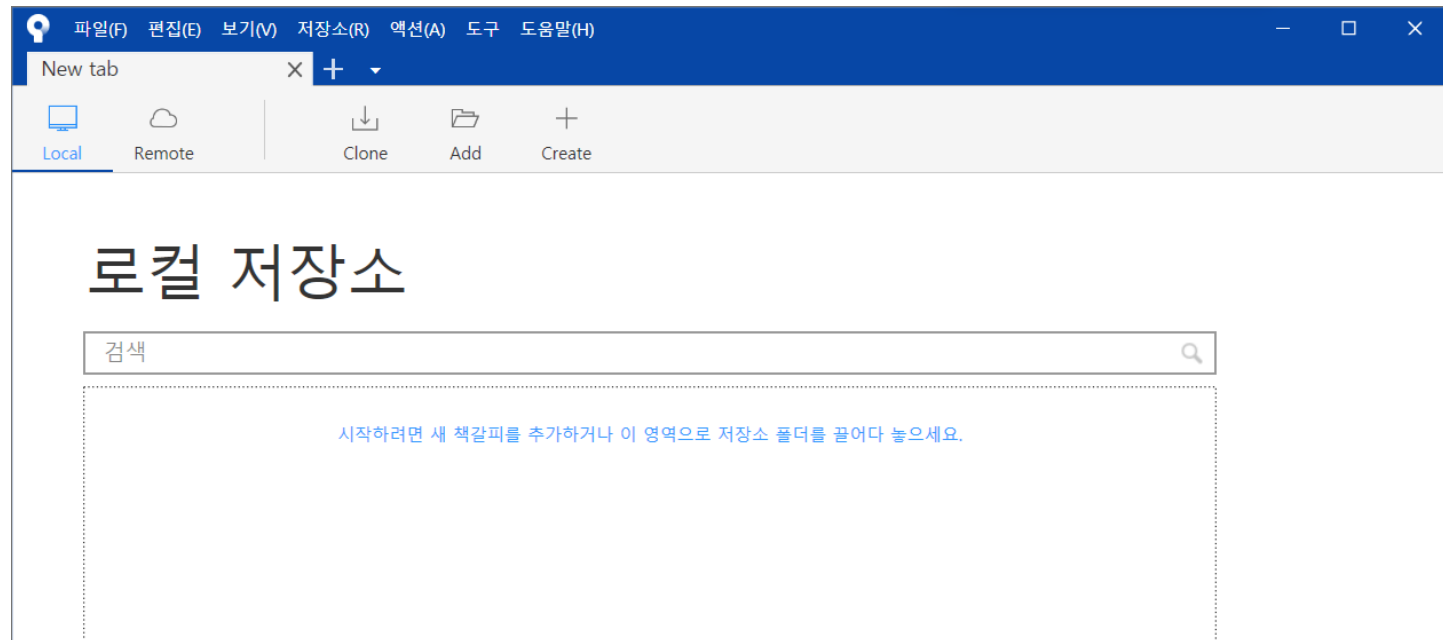 파일(F) 편집(E) 보기(V) 저장소(R) 액션(A) 도구 도움말(H)
New tab
Local Remote Clone Add Create
로컬 저장소
검색
시작하려면 새 책갈피를 추가하거나 이 영역으로 저장소 폴더를 끌어다 놓으세요.